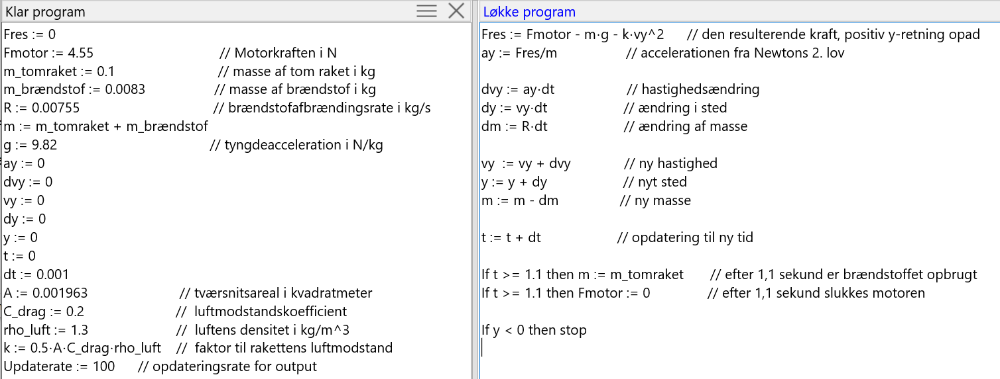 Klar program
Fres := 0
Fmotor := 4.55 // Motorkraften i N
m_tomraket := 0.1 // masse af tom raket i kg
m_brændstof := 0.0083 // masse af brændstof i kg
R := 0.00755 // brændstofafbrændingsrate i kg/s
m := m_tomraket + m_brændstof
g := 9.82 // tyngdeacceleration i N/kg
ay := 0
dvy := 0
vy := 0
dy := 0
y := 0
t := 0
dt := 0.001
A := 0.001963 // tværsnitsareal i kvadratmeter
C_drag := 0.2 // luftmodstandskoefficient
rho_luft := 1.3 // luftens densitet i kg/m^3
k := 0.5·A·C_drag·rho_luft // faktor til rakettens luftmodstand
Updaterate := 100 // opdateringsrate for output
Løkke program
Fres := Fmotor - m·g - k·vy^2 // den resulterende kraft, positiv y-retning opad
ay := Fres/m // accelerationen fra Newtons 2. lov
dvy := ay·dt // hastighedsændring
dy := vy·dt // ændring i sted
dm := R·dt // ændring af masse
vy := vy + dvy // ny hastighed
y := y + dy // nyt sted
m := m - dm // ny masse
t := t + dt // opdatering til ny tid
If t >= 1.1 then m := m_tomraket // efter 1,1 sekund er brændstoffet opbrugt
If t >= 1.1 then Fmotor := 0 // efter 1,1 sekund slukkes motoren
If y < 0 then stop